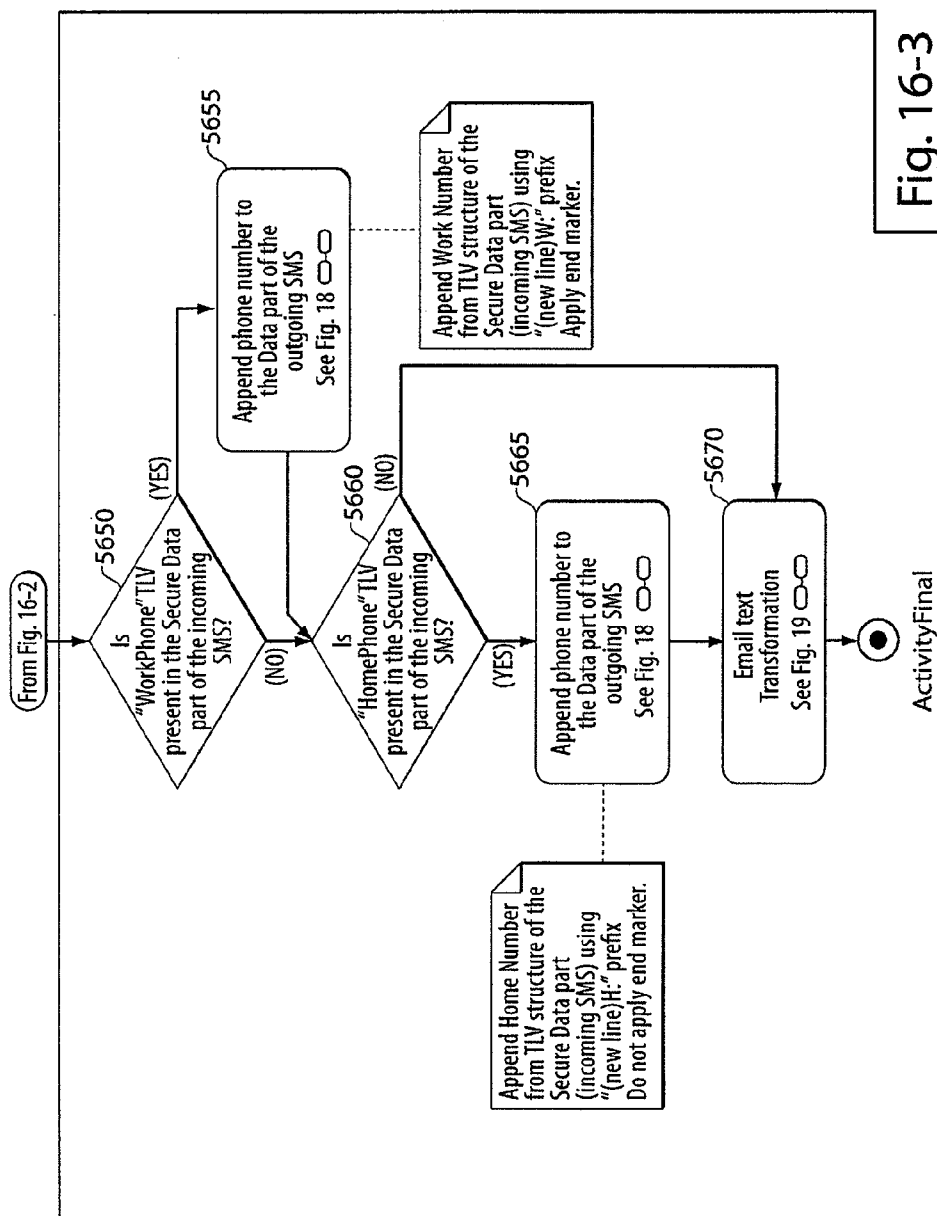 From Fig. 16-2
5650
Is
"WorkPhone" TLV
present in the Secure Data
part of the incoming
SMS?
(YES)
(NO)
5655
Append phone number to
the Data part of the
outgoing SMS
See Fig. 18
Append Work Number
from TLV structure of the
Secure Data part
(incoming SMS) using
"(new line)W:" prefix
Apply end marker.
5660
Is
"HomePhone" TLV
present in the Secure Data
part of the incoming
SMS?
(NO)
(YES)
5665
Append phone number to
the Data part of the
outgoing SMS
See Fig. 18
Append Home Number
from TLV structure of the
Secure Data part
(incoming SMS) using
"(new line)H:" prefix
Do not apply end marker.
5670
Email text
Transformation
See Fig. 19
ActivityFinal
Fig. 16-3